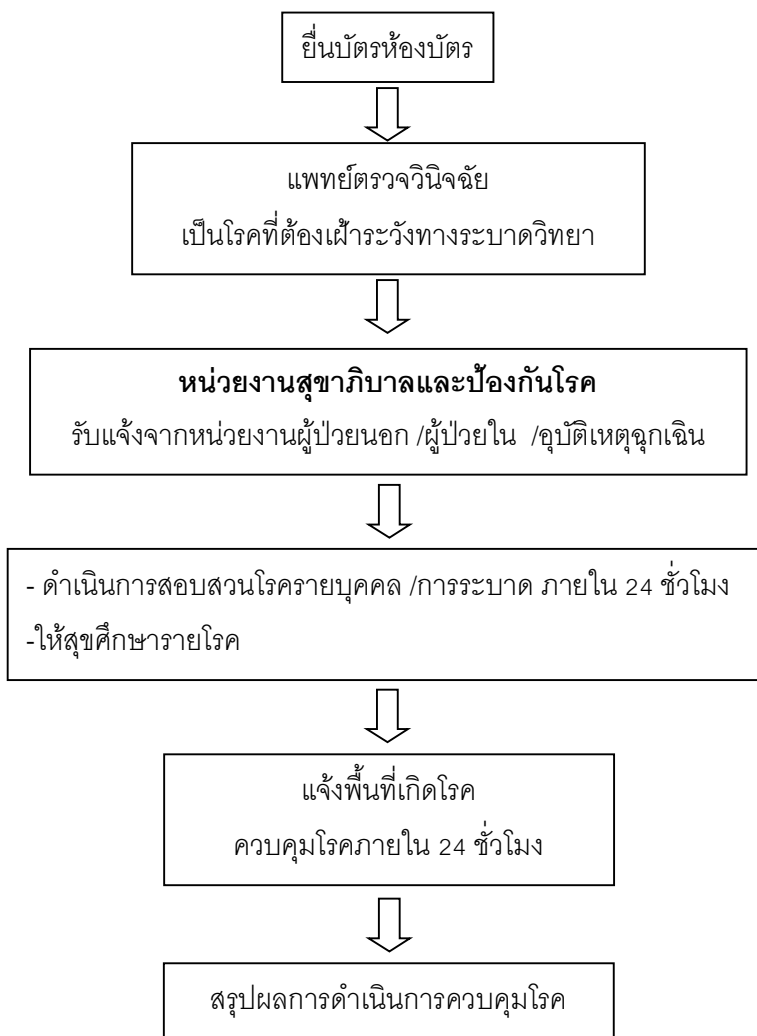 ยื่นบัตรห้องบัตร
แพทย์ตรวจวินิจฉัย
เป็นโรคที่ต้องเฝ้าระวังทางระบาดวิทยา
หน่วยงานสุขาภิบาลและป้องกันโรค
รับแจ้งจากหน่วยงานผู้ป่วยนอก /ผู้ป่วยใน /อุบัติเหตุฉุกเฉิน
- ดำเนินการสอบสวนโรครายบุคคล /การระบาด ภายใน 24 ชั่วโมง
-ให้สุขศึกษารายโรค
แจ้งพื้นที่เกิดโรค
ควบคุมโรคภายใน 24 ชั่วโมง
สรุปผลการดำเนินการควบคุมโรค